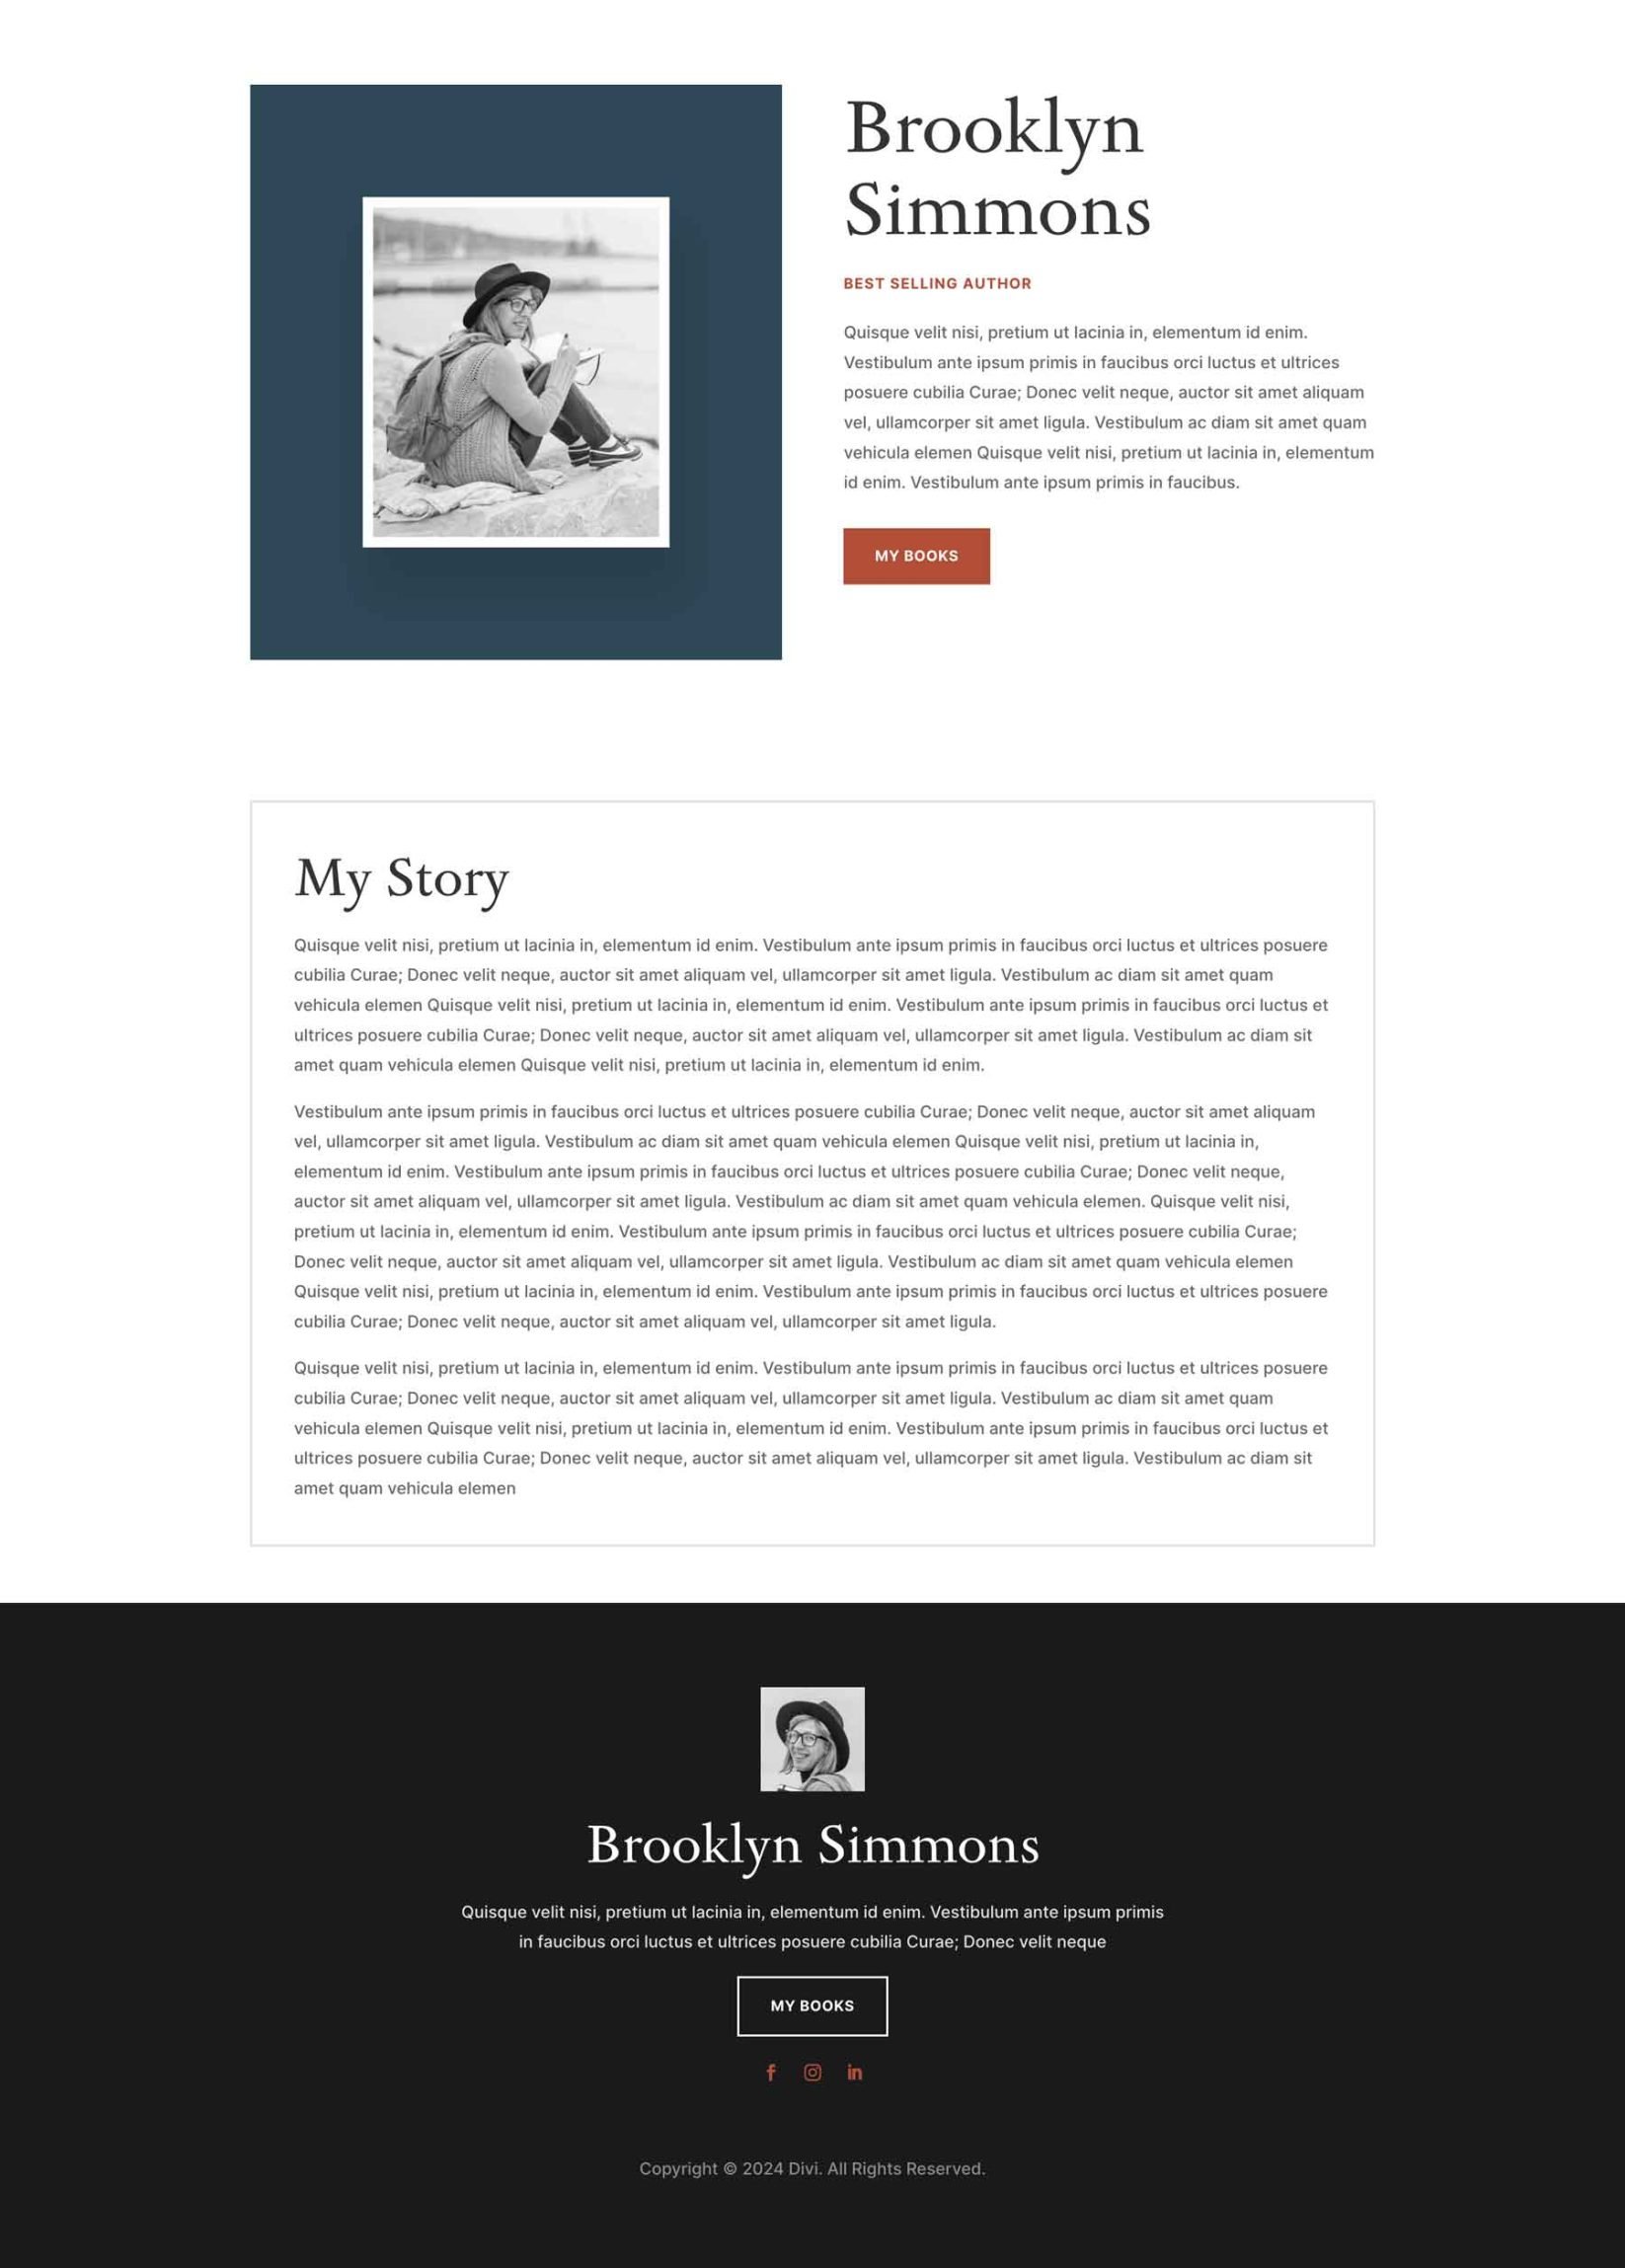 Brooklyn
Simmons
BEST SELLING AUTHOR
Quisque velit nisi, pretium ut lacinia in, elementum id enim.
Vestibulum ante ipsum primis in faucibus orci luctus et ultrices
posuere cubilia Curae; Donec velit neque, auctor sit amet aliquam
vel, ullamcorper sit amet ligula. Vestibulum ac diam sit amet quam
vehicula elemen Quisque velit nisi, pretium ut lacinia in, elementum
id enim. Vestibulum ante ipsum primis in faucibus.
MY BOOKS
My Story
Quisque velit nisi, pretium ut lacinia in, elementum id enim. Vestibulum ante ipsum primis in faucibus orci luctus et ultrices posuere
cubilia Curae; Donec velit neque, auctor sit amet aliquam vel, ullamcorper sit amet ligula. Vestibulum ac diam sit amet quam
vehicula elemen Quisque velit nisi, pretium ut lacinia in, elementum id enim. Vestibulum ante ipsum primis in faucibus orci luctus et
ultrices posuere cubilia Curae; Donec velit neque, auctor sit amet aliquam vel, ullamcorper sit amet ligula. Vestibulum ac diam sit
amet quam vehicula elemen Quisque velit nisi, pretium ut lacinia in, elementum id enim.
Vestibulum ante ipsum primis in faucibus orci luctus et ultrices posuere cubilia Curae; Donec velit neque, auctor sit amet aliquam
vel, ullamcorper sit amet ligula. Vestibulum ac diam sit amet quam vehicula elemen Quisque velit nisi, pretium ut lacinia in,
elementum id enim. Vestibulum ante ipsum primis in faucibus orci luctus et ultrices posuere cubilia Curae; Donec velit neque,
auctor sit amet aliquam vel, ullamcorper sit amet ligula. Vestibulum ac diam sit amet quam vehicula elemen. Quisque velit nisi,
pretium ut lacinia in, elementum id enim. Vestibulum ante ipsum primis in faucibus orci luctus et ultrices posuere cubilia Curae;
Donec velit neque, auctor sit amet aliquam vel, ullamcorper sit amet ligula. Vestibulum ac diam sit amet quam vehicula elemen
Quisque velit nisi, pretium ut lacinia in, elementum id enim. Vestibulum ante ipsum primis in faucibus orci luctus et ultrices posuere
cubilia Curae; Donec velit neque, auctor sit amet aliquam vel, ullamcorper sit amet ligula.
Quisque velit nisi, pretium ut lacinia in, elementum id enim. Vestibulum ante ipsum primis in faucibus orci luctus et ultrices posuere
cubilia Curae; Donec velit neque, auctor sit amet aliquam vel, ullamcorper sit amet ligula. Vestibulum ac diam sit amet quam
vehicula elemen Quisque velit nisi, pretium ut lacinia in, elementum id enim. Vestibulum ante ipsum primis in faucibus orci luctus et
ultrices posuere cubilia Curae; Donec velit neque, auctor sit amet aliquam vel, ullamcorper sit amet ligula. Vestibulum ac diam sit
amet quam vehicula elemen
Brooklyn Simmons
Quisque velit nisi, pretium ut lacinia in, elementum id enim. Vestibulum ante ipsum primis
in faucibus orci luctus et ultrices posuere cubilia Curae; Donec velit neque
MY BOOKS
Copyright © 2024 Divi. All Rights Reserved.